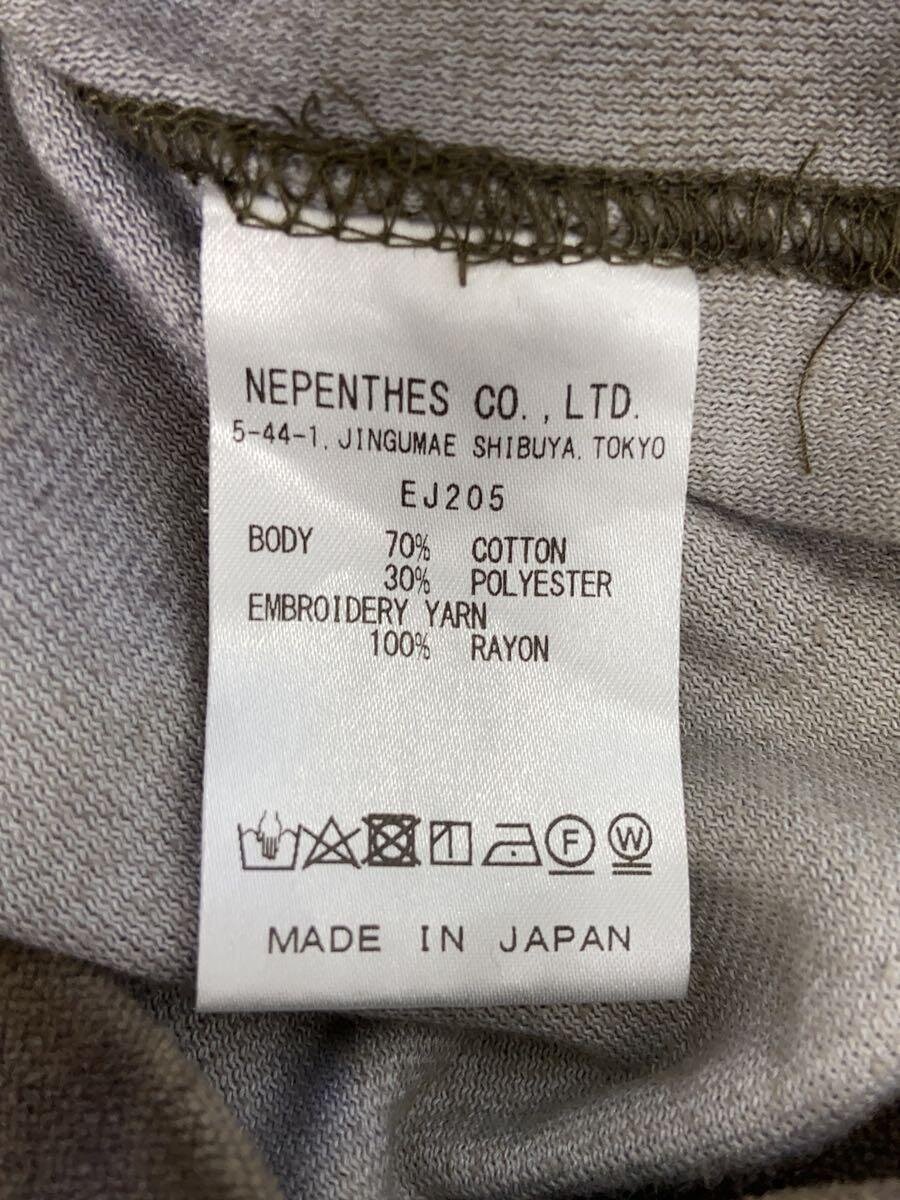 NEPENTHES CO., LTD.
5-44-1, JINGUMAE SHIBUYA, TOKYO
EJ205
BODY 70% COTTON
30% POLYESTER
EMBROIDERY YARN
100% RAYON
F W
MADE IN JAPAN